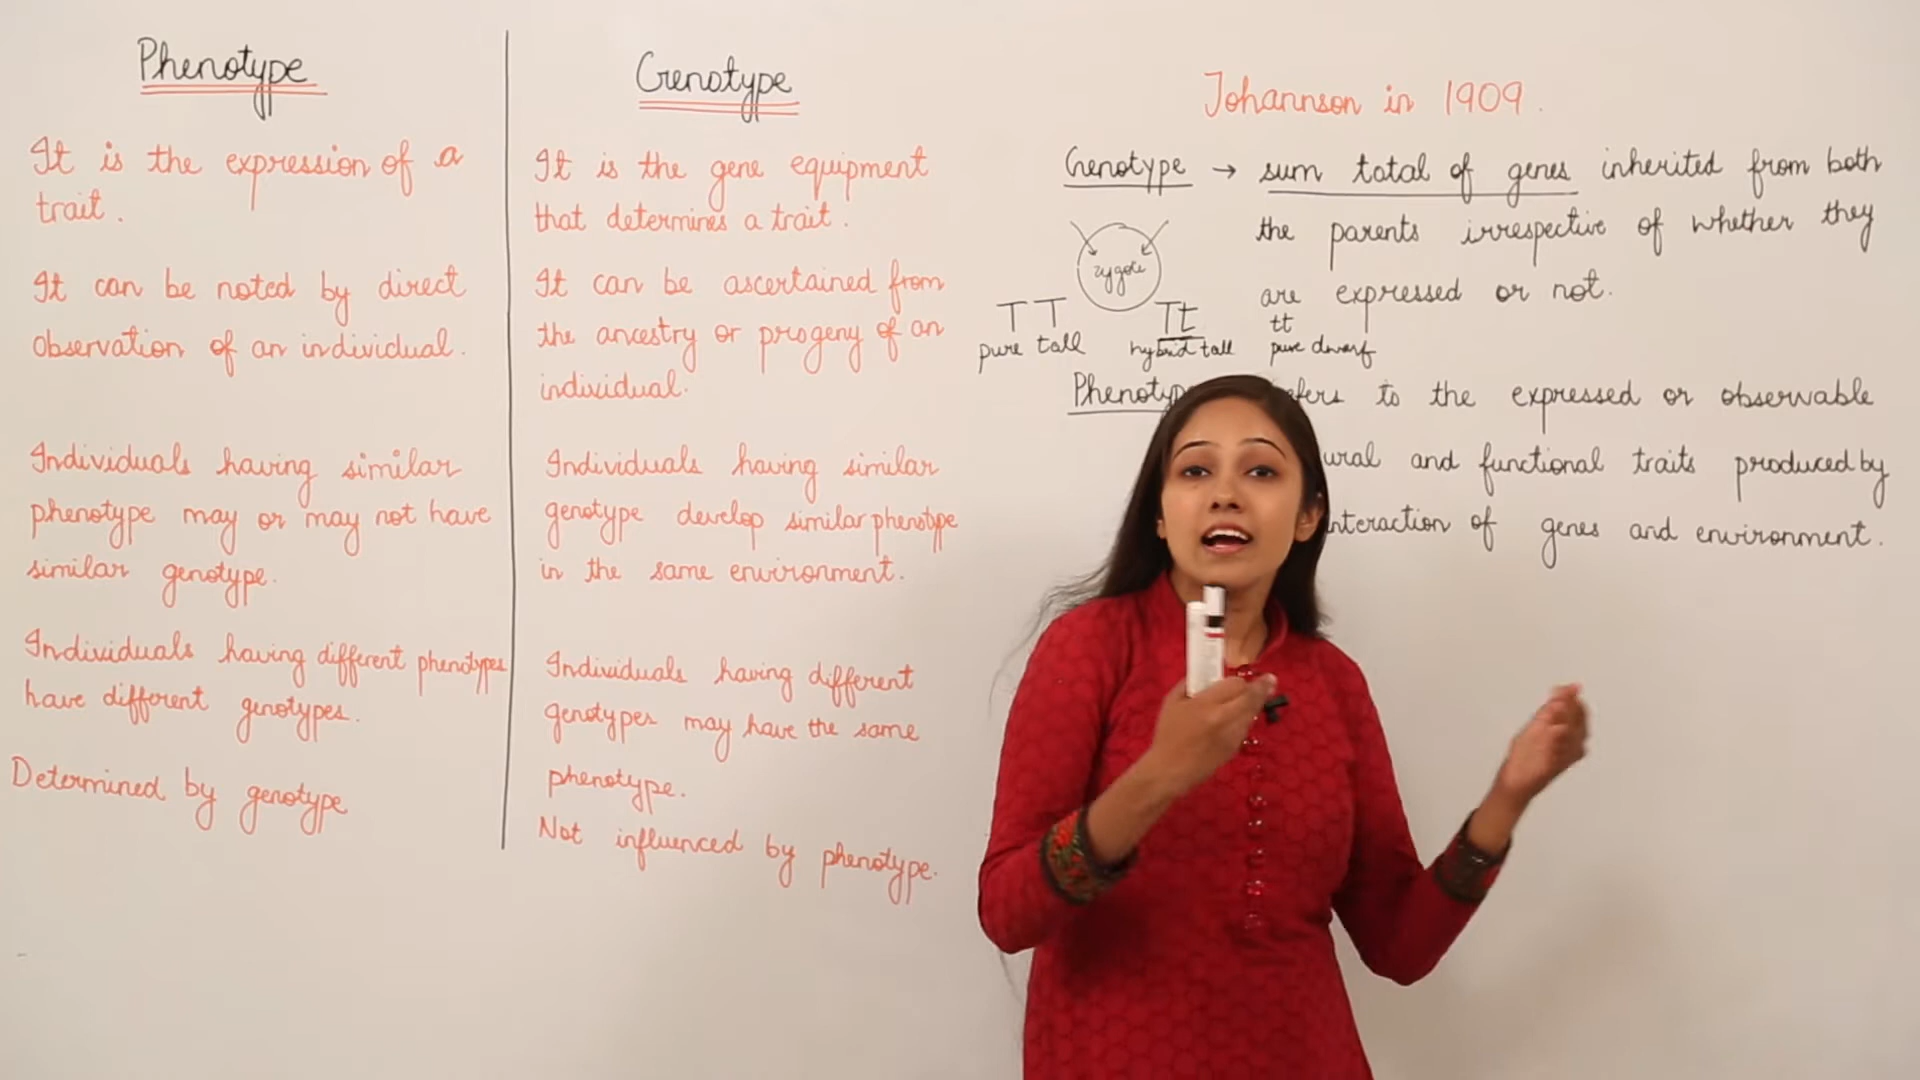 Phenotype
It is the expression of a
trait.
It can be noted by direct
observation of an individual.
Individuals having similar
phenotype may or may not have
similar genotype.
Individuals having different phenotypes
have different genotypes.
Determined by genotype
Genotype
It is the gene equipment
that determines a trait.
It can be ascertained from
the ancestry or progeny of an
individual.
Individuals having similar
genotype develop similar phenotype
in the same environment.
Individuals having different
genotypes may have the same
phenotype.
Not influenced by phenotype.
Johannson in 1909.
Genotype → sum total of genes inherited from both
the parents irrespective of whether they
are expressed or not.
zygote
TT
pure tall
Tt
hybrid tall
tt
pure dwarf
to the expressed or observable
and functional traits produced by
of genes and environment.